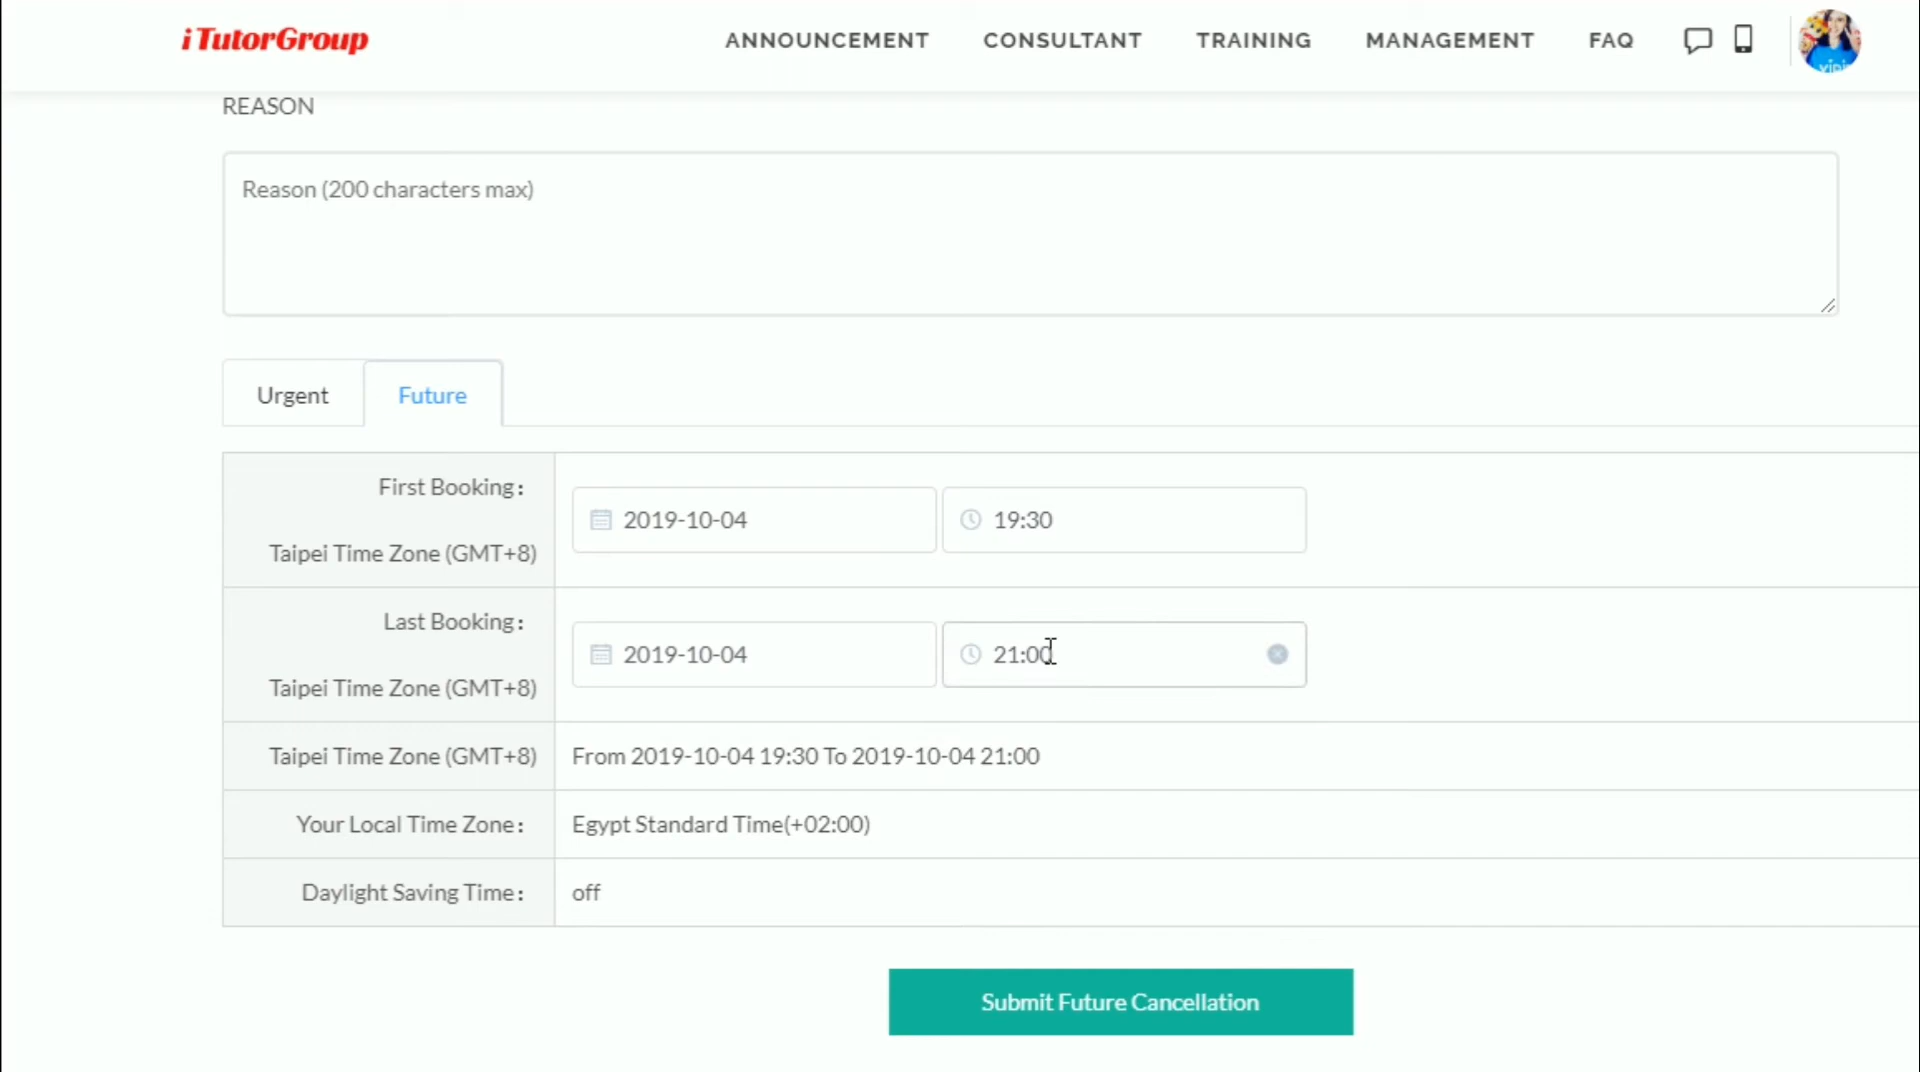 iTutorGroup
ANNOUNCEMENT CONSULTANT TRAINING MANAGEMENT FAQ
REASON
Reason (200 characters max)
Urgent Future
First Booking:
Taipei Time Zone (GMT+8)
2019-10-04 19:30
Last Booking:
Taipei Time Zone (GMT+8)
2019-10-04 21:00
Taipei Time Zone (GMT+8) From 2019-10-04 19:30 To 2019-10-04 21:00
Your Local Time Zone: Egypt Standard Time(+02:00)
Daylight Saving Time: off
Submit Future Cancellation